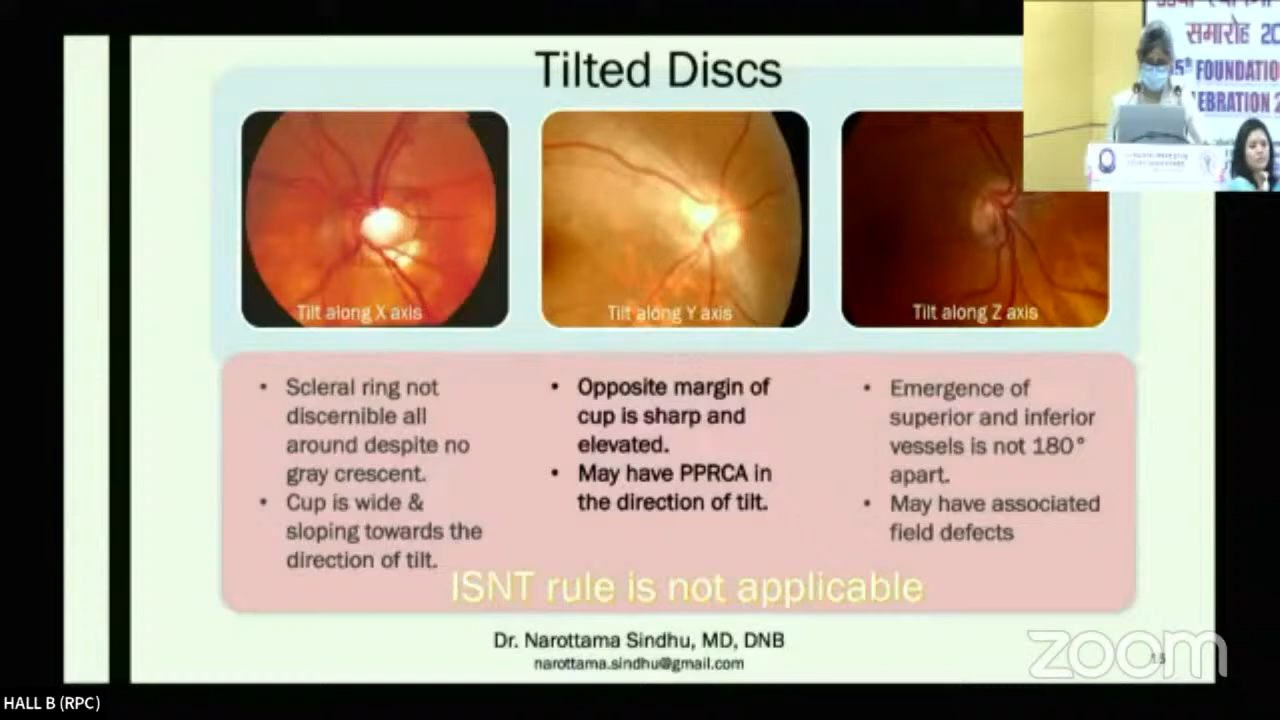 Tilted Discs
समारोह 20
5th FOUNDATIO
EBRATION 2
Tilt along X axis
Tilt along Y axis
Tilt along Z axis
• Scleral ring not
discernible all
around despite no
gray crescent.
• Cup is wide &
sloping towards the
direction of tilt.
• Opposite margin of
cup is sharp and
elevated.
• May have PPRCA in
the direction of tilt.
• Emergence of
superior and inferior
vessels is not 180°
apart.
• May have associated
field defects
ISNT rule is not applicable
Dr. Narottama Sindhu, MD, DNB
narottama.sindhu@gmail.com
zoom
HALL B (RPC)